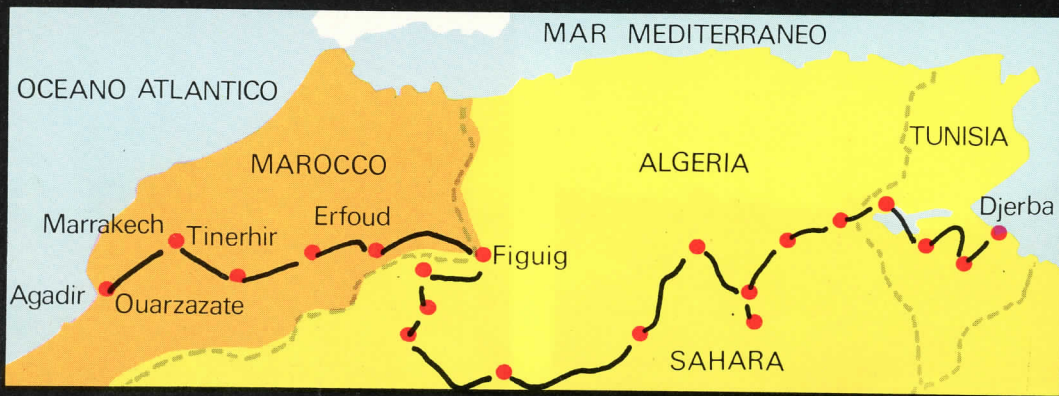 MAR MEDITERRANEO
OCEANO ATLANTICO
TUNISIA
MAROCCO
ALGERIA
Marrakech
Tinerhir
Erfoud
Djerba
Figuig
Agadir
Ouarzazate
SAHARA